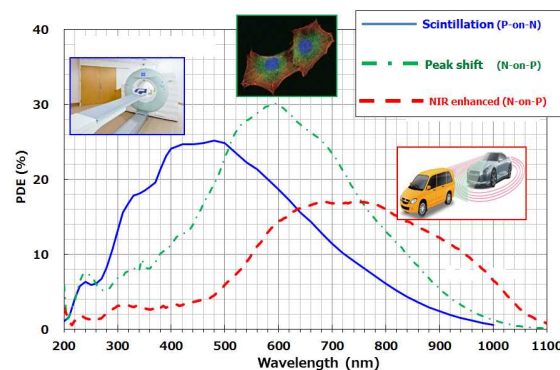 Scintillation (P-on-N)
Peak shift (N-on-P)
NIR enhanced (N-on-P)
PDE (%)
40
30
20
10
0
200 300 400 500 600 700 800 900 1000 1100
Wavelength (nm)